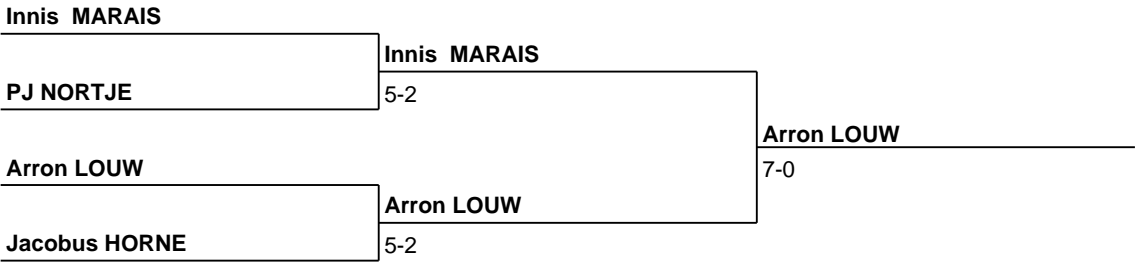 Innis  MARAIS
Innis  MARAIS
PJ NORTJE
5-2
Arron LOUW
Arron LOUW
7-0
Arron LOUW
Jacobus HORNE
5-2